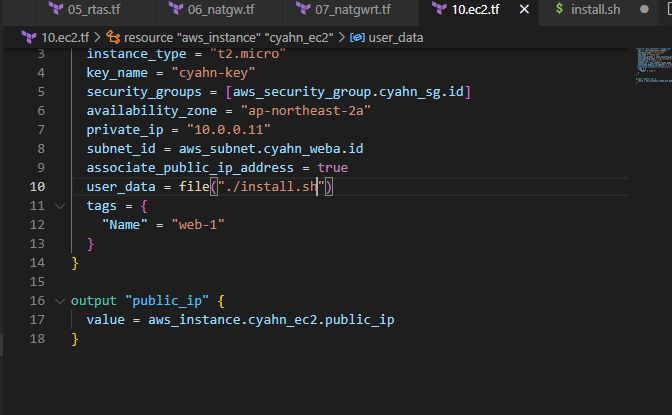 05_rtas.tf 06_natgw.tf 07_natgwrt.tf 10.ec2.tf × $ install.sh
10.ec2.tf > resource "aws_instance" "cyahn_ec2" > user_data
3 instance_type = "t2.micro"
4 key_name = "cyahn-key"
5 security_groups = [aws_security_group.cyahn_sg.id]
6 availability_zone = "ap-northeast-2a"
7 private_ip = "10.0.0.11"
8 subnet_id = aws_subnet.cyahn_weba.id
9 associate_public_ip_address = true
10 user_data = file("./install.sh")
11 tags = {
12 "Name" = "web-1"
13 }
14 }
15
16 output "public_ip" {
17 value = aws_instance.cyahn_ec2.public_ip
18 }